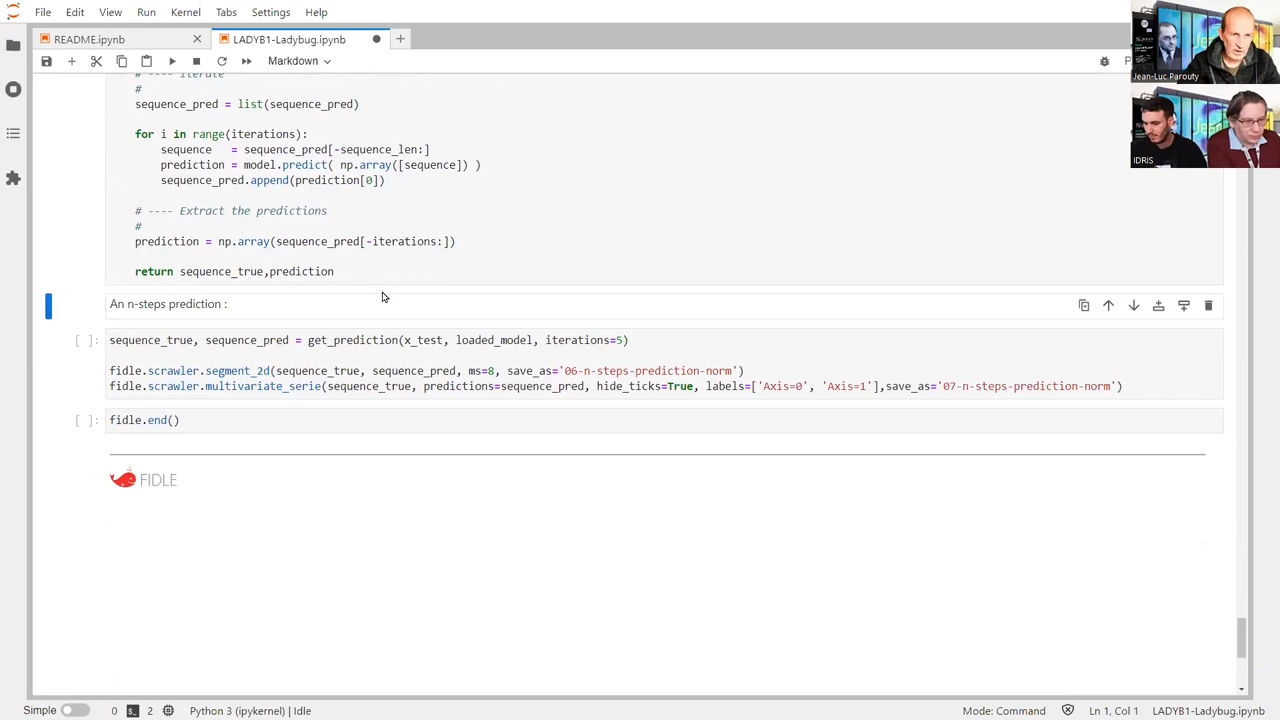 File Edit View Run Kernel Tabs Settings Help
README.ipynb LADYB1-Ladybug.ipynb
Markdown
# ---- Iterate
#
sequence_pred = list(sequence_pred)
for i in range(iterations):
sequence = sequence_pred[-sequence_len:]
prediction = model.predict( np.array([sequence]) )
sequence_pred.append(prediction[0])
# ---- Extract the predictions
#
prediction = np.array(sequence_pred[-iterations:])
return sequence_true,prediction
An n-steps prediction :
[ ]: sequence_true, sequence_pred = get_prediction(x_test, loaded_model, iterations=5)
fidle.scrawler.segment_2d(sequence_true, sequence_pred, ms=8, save_as='06-n-steps-prediction-norm')
fidle.scrawler.multivariate_serie(sequence_true, predictions=sequence_pred, hide_ticks=True, labels=['Axis=0', 'Axis=1'],save_as='07-n-steps-prediction-norm')
[ ]: fidle.end()
FIDLE
Jean-Luc Parouty
IDRIS
Simple 0 2 Python 3 (ipykernel) | Idle Mode: Command Ln 1, Col 1 LADYB1-Ladybug.ipynb